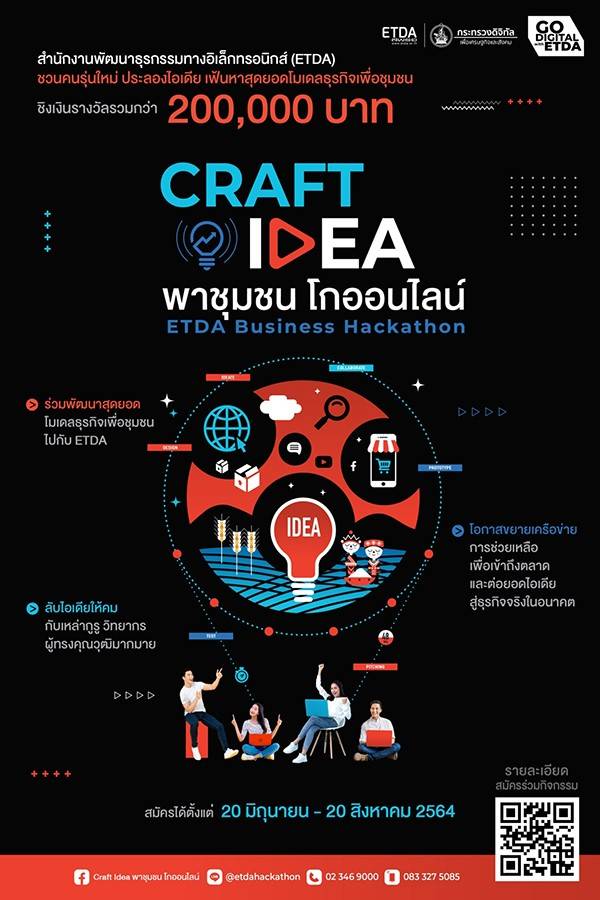 ETDA
กระทรวงดิจิทัล
เพื่อเศรษฐกิจและสังคม
GO
DIGITAL
with
ETDA
สำนักงานพัฒนาธุรกรรมทางอิเล็กทรอนิกส์ (ETDA)
ชวนคนรุ่นใหม่ ประลองไอเดีย เฟ้นหาสุดยอดโมเดลธุรกิจเพื่อชุมชน
ชิงเงินรางวัลรวมกว่า 200,000 บาท
CRAFT
IDEA
พาชุมชน โกออนไลน์
ETDA Business Hackathon
COLLABORATE
IDEATE
ร่วมพัฒนาสุดยอด
โมเดลธุรกิจเพื่อชุมชน
ไปกับ ETDA
DESIGN
PROTOTYPE
IDEA
โอกาสขยายเครือข่าย
การช่วยเหลือ
เพื่อเข้าถึงตลาด
และต่อยอดไอเดีย
สู่ธุรกิจจริงในอนาคต
ลับไอเดียให้คม
กับเหล่ากูรู วิทยากร
ผู้ทรงคุณวุฒิมากมาย
TEST
PITCHING
รายละเอียด
สมัครร่วมกิจกรรม
สมัครได้ตั้งแต่ 20 มิถุนายน - 20 สิงหาคม 2564
Craft Idea พาชุมชน โกออนไลน์ @etdahackathon 02 346 9000 083 327 5085